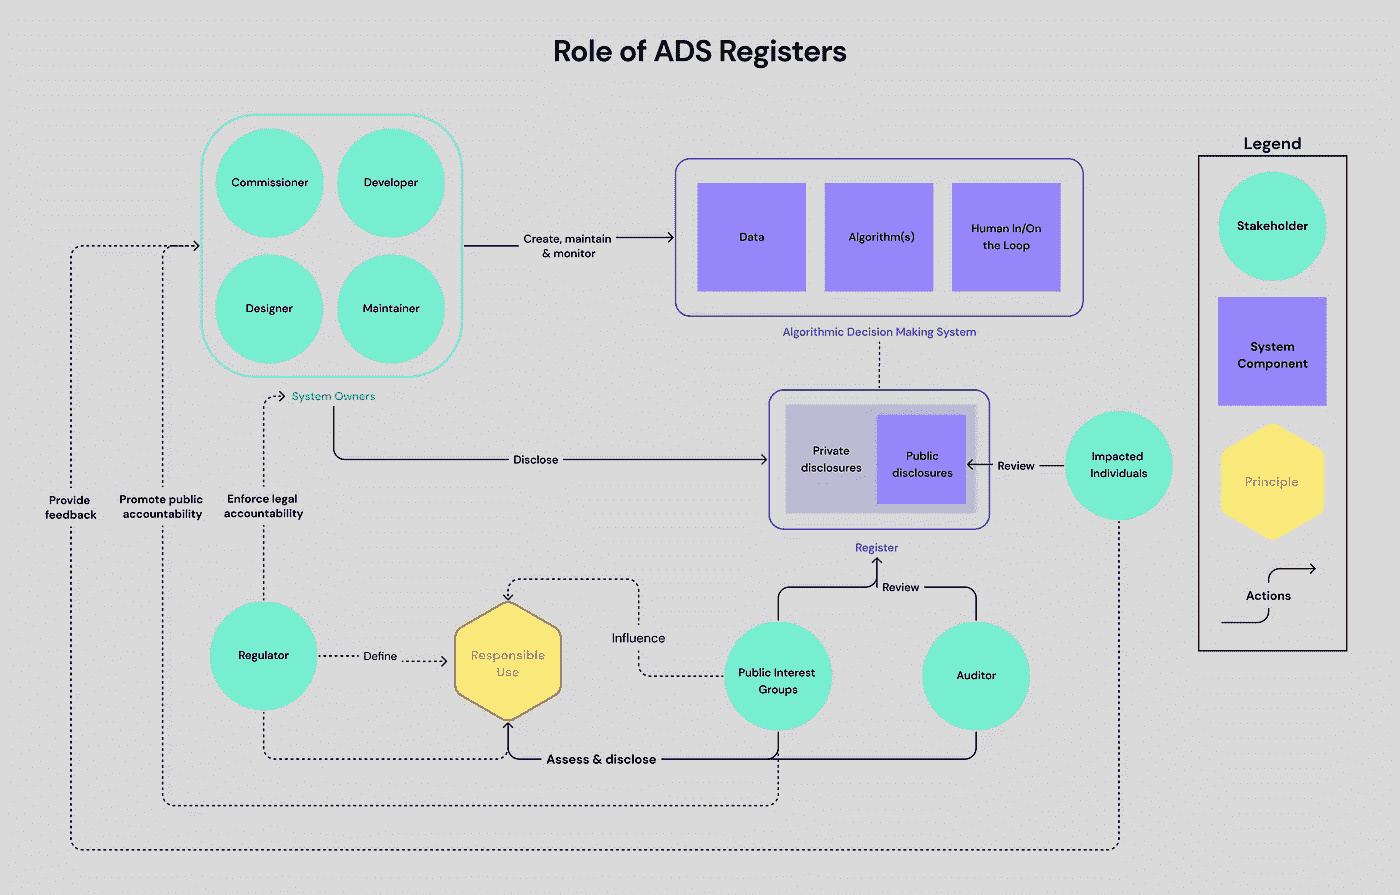 Role of ADS Registers
Legend
Commissioner
Developer
Designer
Maintainer
System Owners
Create, maintain
& monitor
Data
Algorithm(s)
Human In/On
the Loop
Algorithmic Decision Making System
Stakeholder
System
Component
Principle
Actions
Disclose
Private
disclosures
Public
disclosures
Review
Impacted
Individuals
Register
Provide
feedback
Promote public
accountability
Enforce legal
accountability
Review
Regulator
Define
Responsible
Use
Influence
Public Interest
Groups
Auditor
Assess & disclose